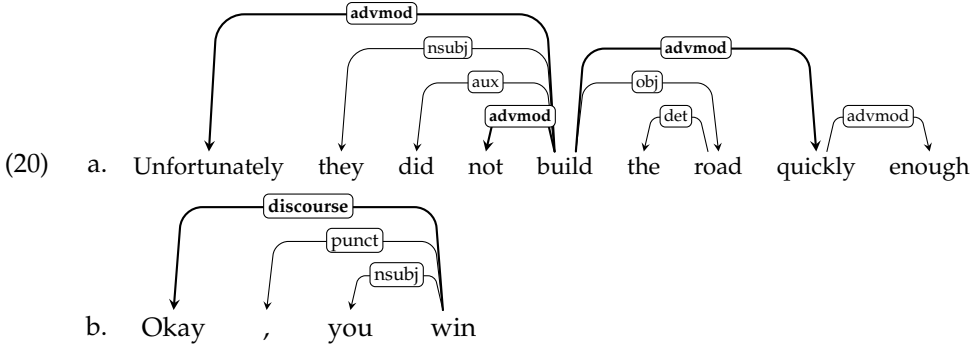 advmod
nsubj advmod
aux obj
advmod det advmod
(20) a. Unfortunately they did not build the road quickly enough
discourse
punct
nsubj
b. Okay , you win